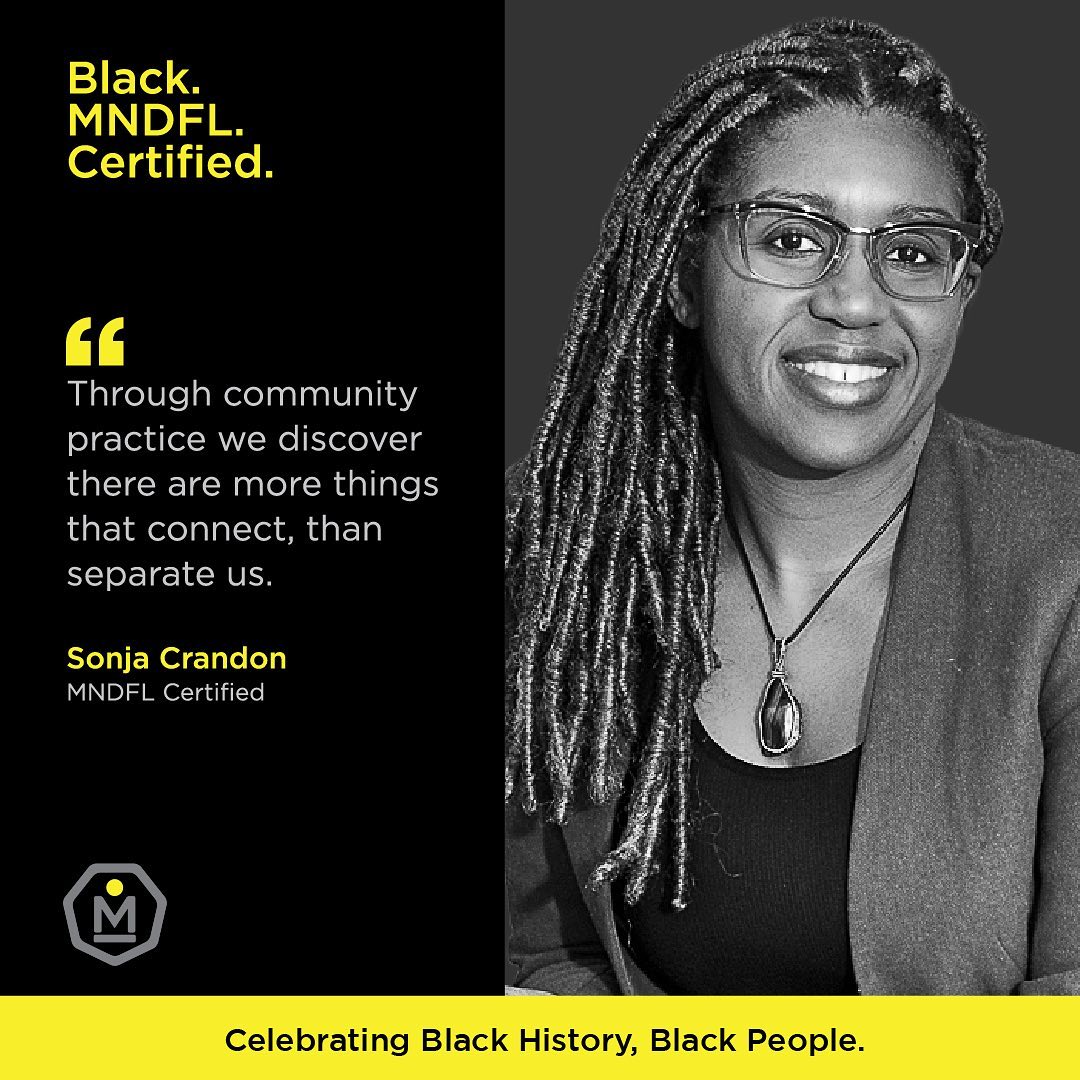 Black.
MNDFL.
Certified.
“
Through community
practice we discover
there are more things
that connect, than
separate us.
Sonja Crandon
MNDFL Certified
M
Celebrating Black History, Black People.